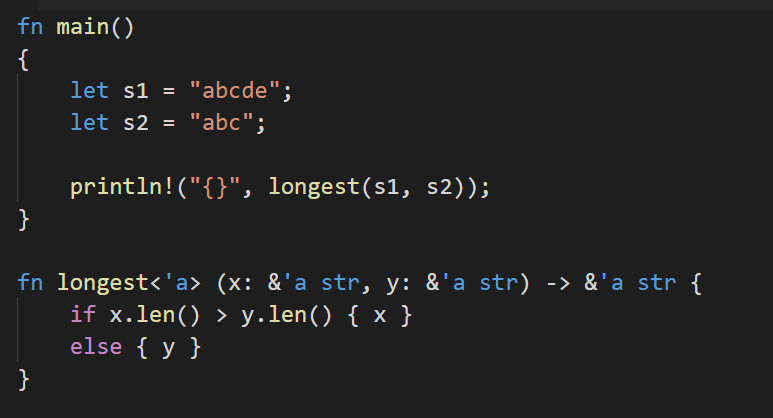 fn main()
{
    let s1 = "abcde";
    let s2 = "abc";

    println!("{}", longest(s1, s2));
}

fn longest<'a> (x: &'a str, y: &'a str) -> &'a str {
    if x.len() > y.len() { x }
    else { y }
}